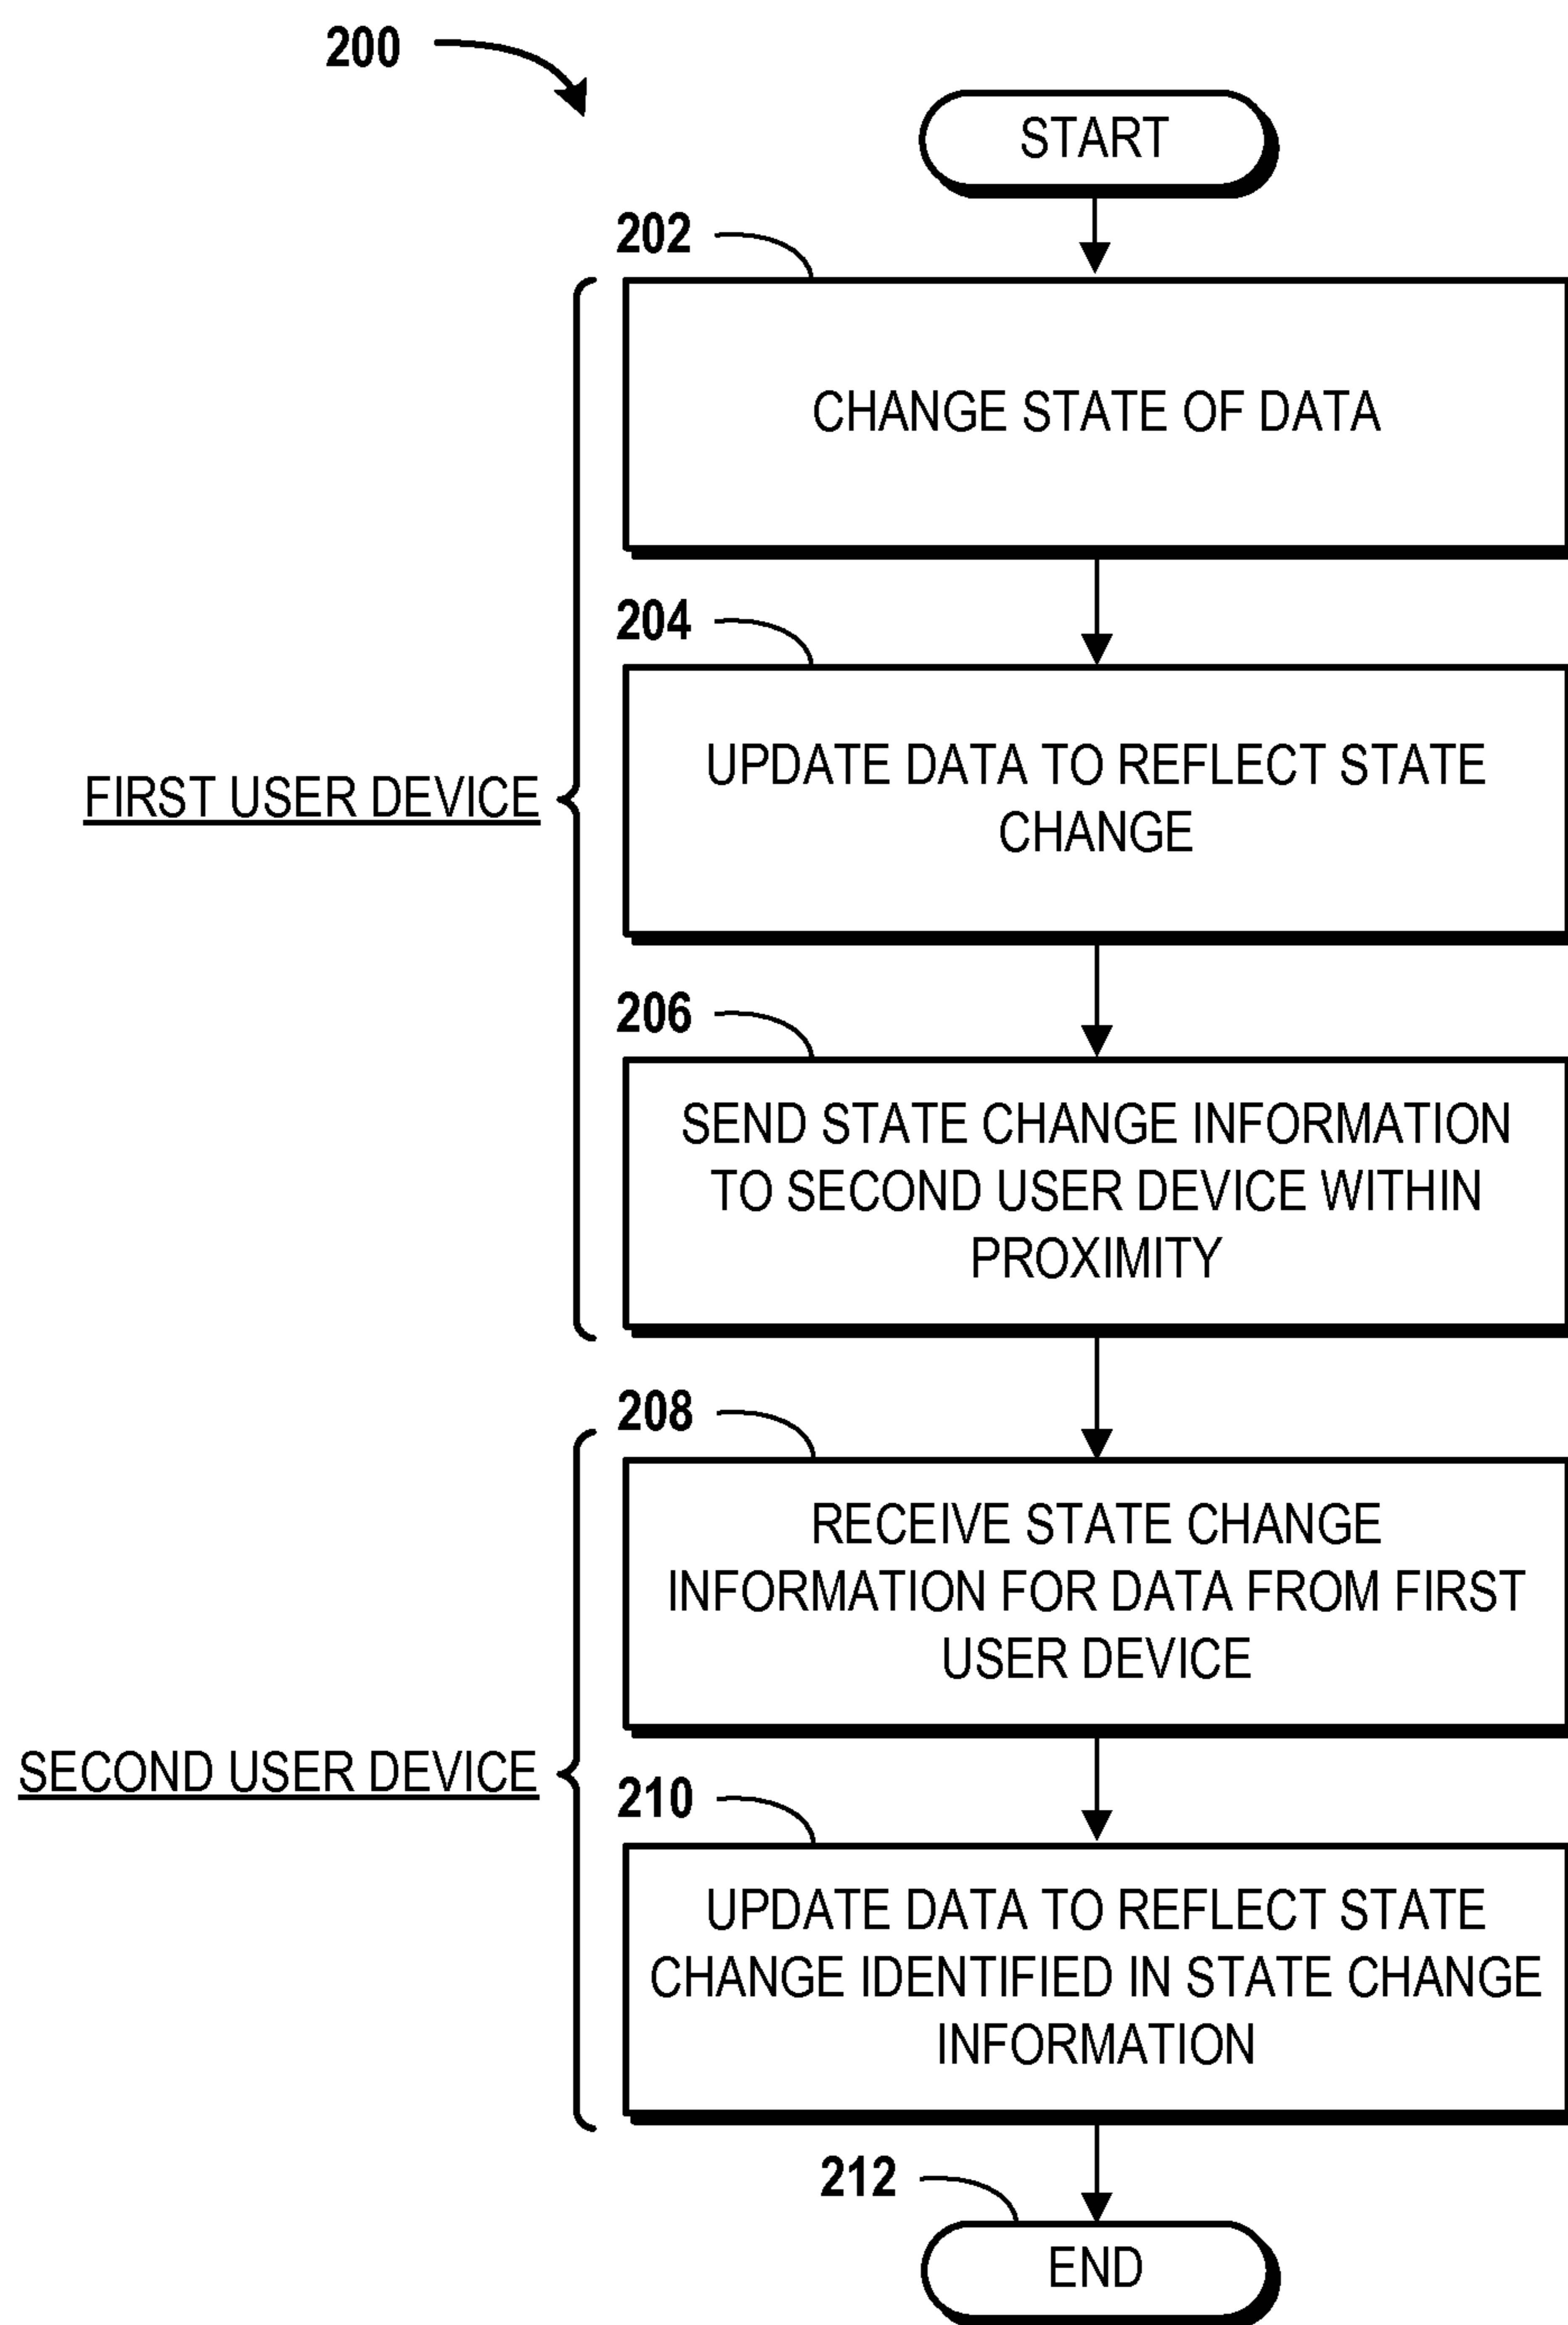 200
START
202
CHANGE STATE OF DATA
204
UPDATE DATA TO REFLECT STATE
CHANGE
FIRST USER DEVICE
206
SEND STATE CHANGE INFORMATION
TO SECOND USER DEVICE WITHIN
PROXIMITY
208
RECEIVE STATE CHANGE
INFORMATION FOR DATA FROM FIRST
USER DEVICE
SECOND USER DEVICE
210
UPDATE DATA TO REFLECT STATE
CHANGE IDENTIFIED IN STATE CHANGE
INFORMATION
212
END